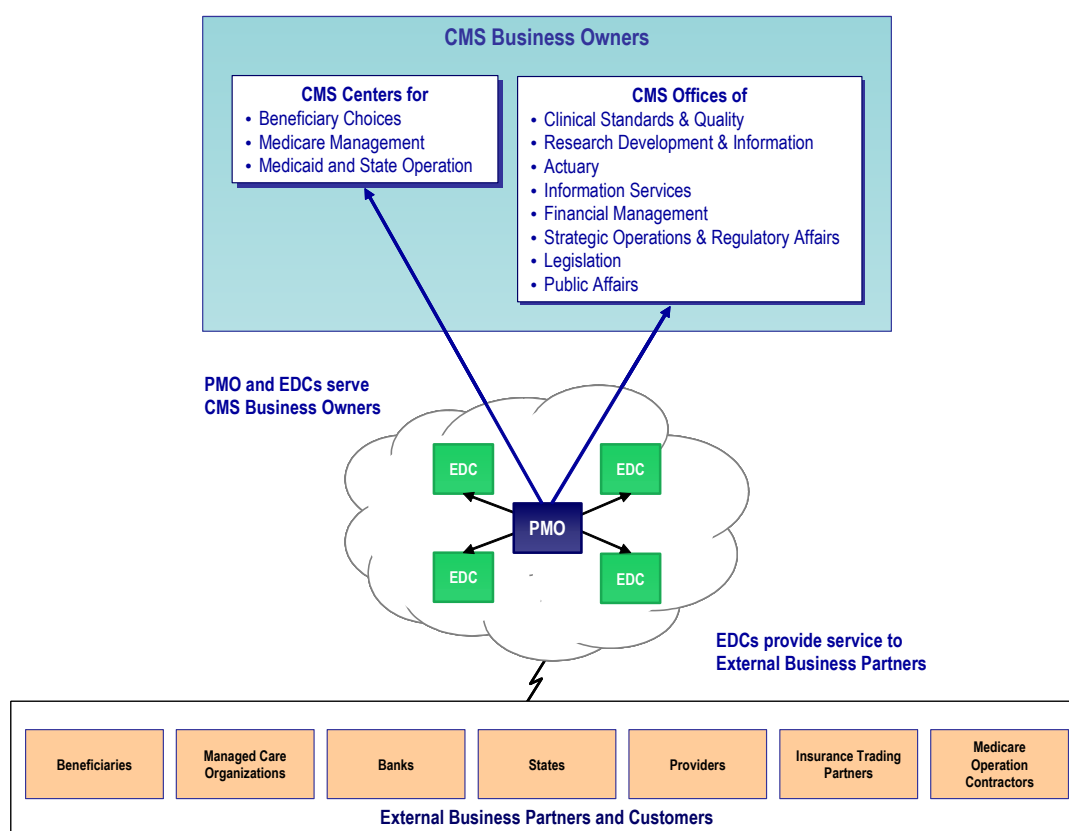 CMS Business Owners
CMS Centers for
• Beneficiary Choices
• Medicare Management
• Medicaid and State Operation
CMS Offices of
• Clinical Standards & Quality
• Research Development & Information
• Actuary
• Information Services
• Financial Management
• Strategic Operations & Regulatory Affairs
• Legislation
• Public Affairs
PMO and EDCs serve
CMS Business Owners
EDC
EDC
PMO
EDC
EDC
EDCs provide service to
External Business Partners
Beneficiaries
Managed Care
Organizations
Banks
States
Providers
Insurance Trading
Partners
Medicare
Operation
Contractors
External Business Partners and Customers